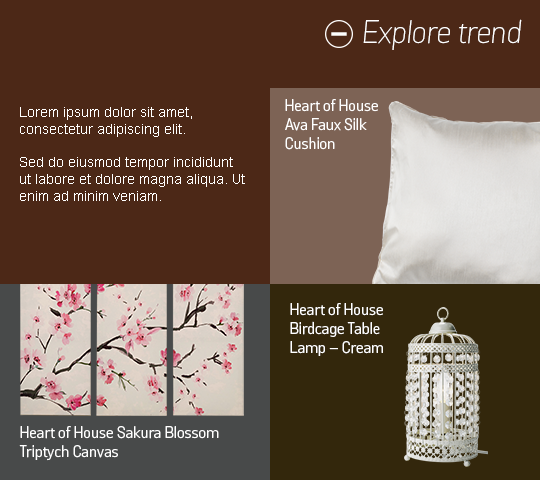 Explore trend
Lorem ipsum dolor sit amet,
consectetur adipiscing elit.
Sed do eiusmod tempor incididunt
ut labore et dolore magna aliqua. Ut
enim ad minim veniam.
Heart of House
Ava Faux Silk
Cushion
Heart of House Sakura Blossom
Triptych Canvas
Heart of House
Birdcage Table
Lamp – Cream